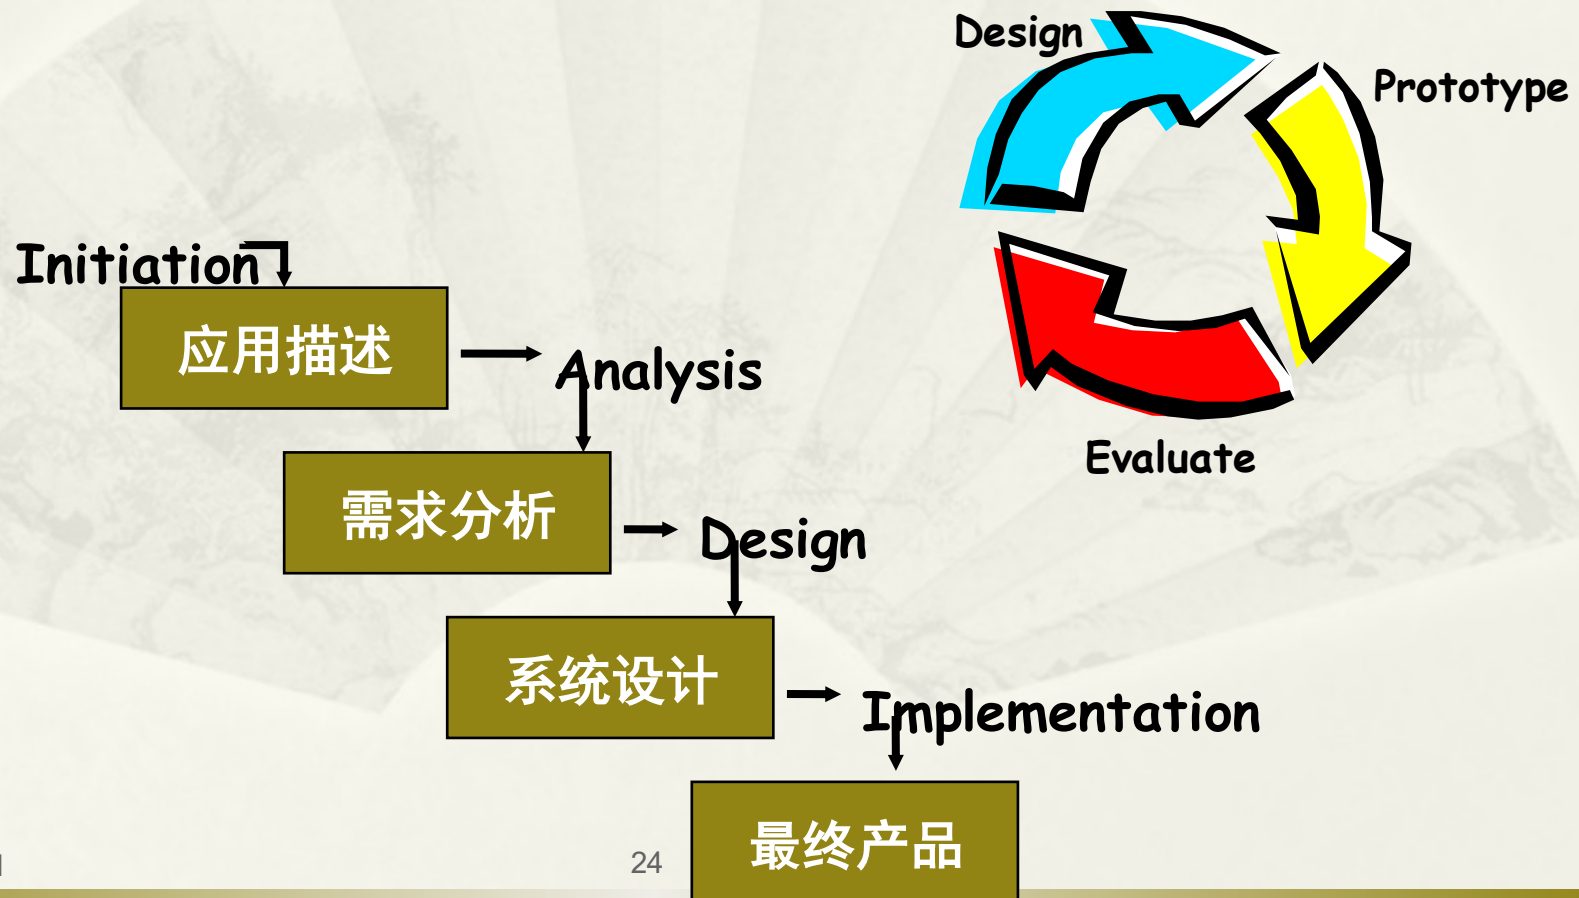 Design
Prototype
Evaluate
Initiation
应用描述
Analysis
需求分析
Design
系统设计
Implementation
最终产品
24